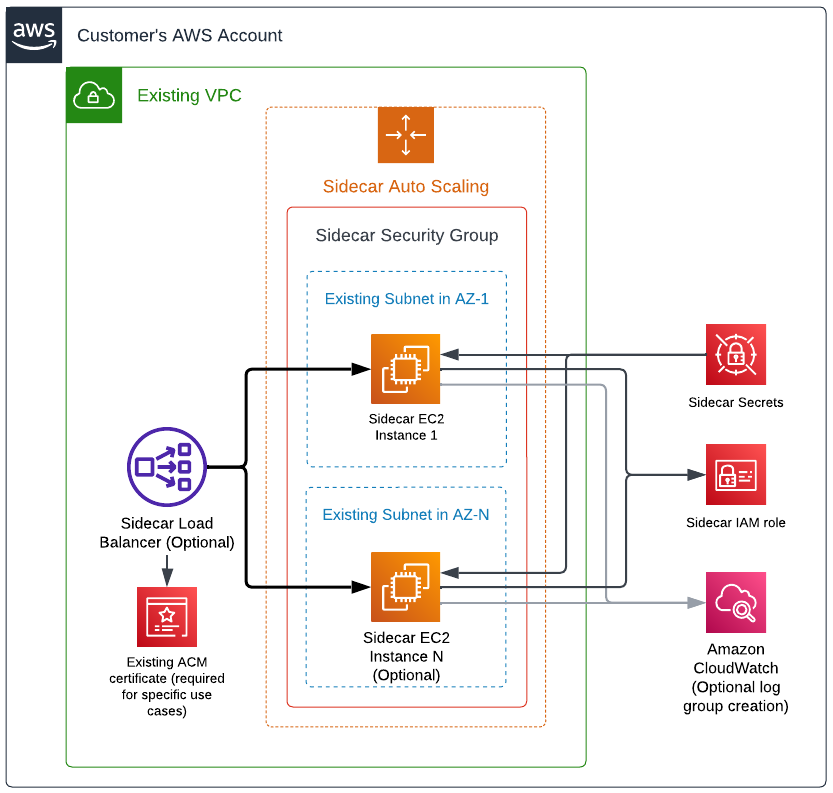 aws
Customer's AWS Account
Existing VPC
Sidecar Auto Scaling
Sidecar Security Group
Existing Subnet in AZ-1
Sidecar EC2
Instance 1
Sidecar Secrets
Existing Subnet in AZ-N
Sidecar Load
Balancer (Optional)
Sidecar IAM role
Sidecar EC2
Instance N
(Optional)
Existing ACM
certificate (required
for specific use
cases)
Amazon
CloudWatch
(Optional log
group creation)